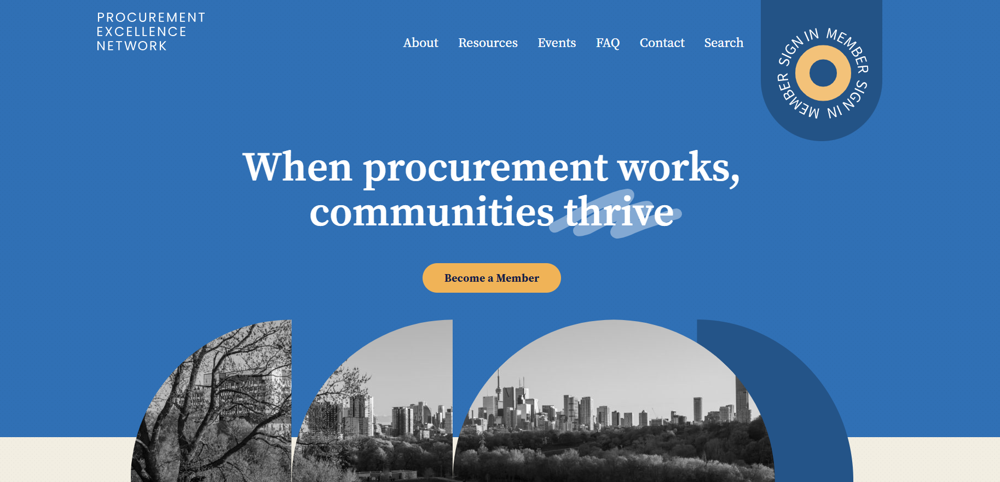 PROCUREMENT
EXCELLENCE
NETWORK
About Resources Events FAQ Contact Search
SIGN IN MEMBER SIGN IN MEMBER
When procurement works,
communities thrive
Become a Member